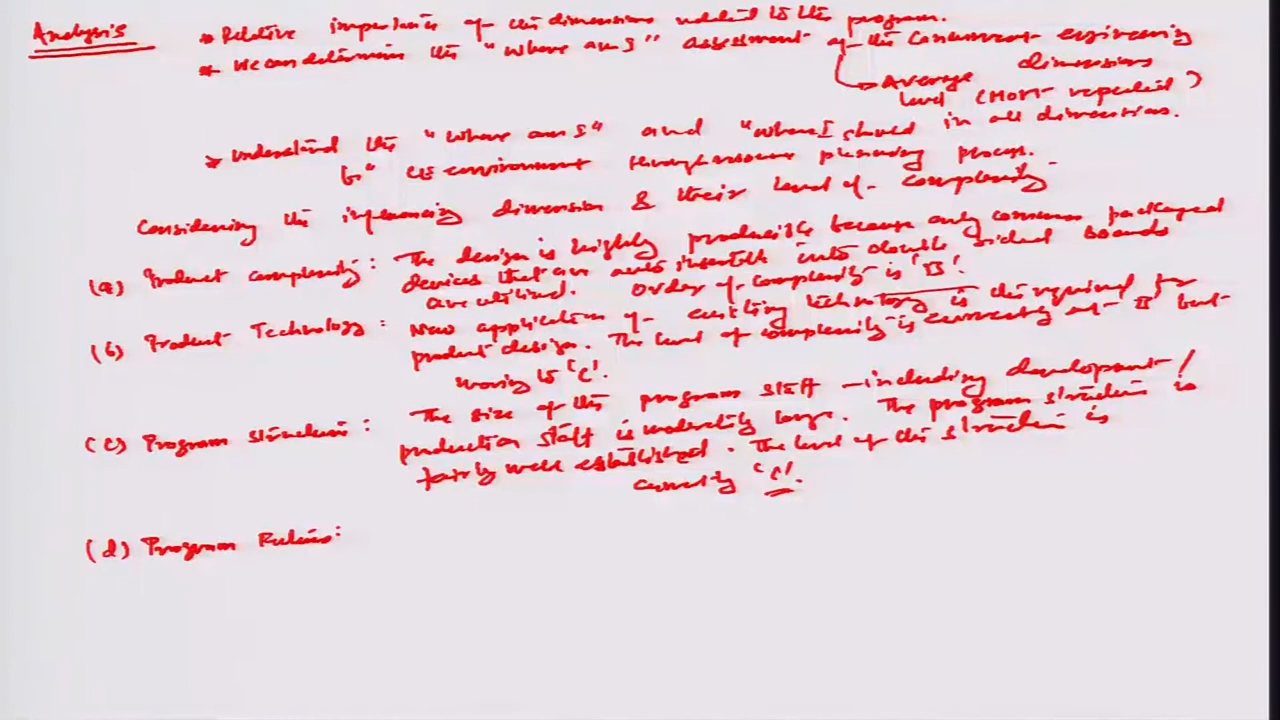 Analysis
* Relative importance of the dimensions related to the program.
* We can determine the "Where am I" assessment of the Concurrent engineering dimensions
→ Average level (MOM repeated)
* Understand the "Where am I" and "where I should be" in all dimensions.
CE environment through resource planning process.
Considering the influencing dimension & their level of complexity
(a) Product complexity: The design is highly producible because only common packaged
devices that are auto insertable into double sided boards
are utilized. Order of complexity is 'B'.
(b) Product Technology: New application of existing technology is required for
product design. The level of complexity is currently at B but
moving to 'C'.
(c) Program structure: The size of the program staff - including development /
production staff is moderately large. The program structure is
fairly well established. The level of the structure is
currently 'C'.
(d) Program Futures: